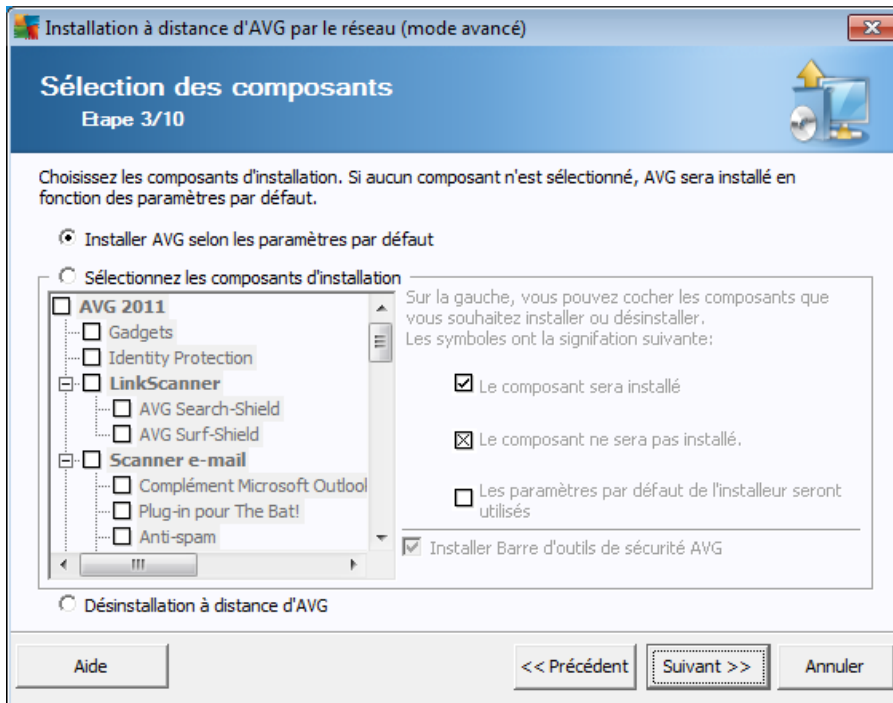 Installation à distance d'AVG par le réseau (mode avancé)
Sélection des composants
Etape 3/10
Choisissez les composants d'installation. Si aucun composant n'est sélectionné, AVG sera installé en
fonction des paramètres par défaut.
Installer AVG selon les paramètres par défaut
Sélectionnez les composants d'installation
AVG 2011
Gadgets
Identity Protection
LinkScanner
AVG Search-Shield
AVG Surf-Shield
Scanner e-mail
Complément Microsoft Outlool
Plug-in pour The Bat!
Anti-spam
Sur la gauche, vous pouvez cocher les composants que
vous souhaitez installer ou désinstaller.
Les symboles ont la signifation suivante:
Le composant sera installé
Le composant ne sera pas installé.
Les paramètres par défaut de l'installeur seront
utilisés
Installer Barre d'outils de sécurité AVG
Désinstallation à distance d'AVG
Aide
<< Précédent
Suivant >>
Annuler